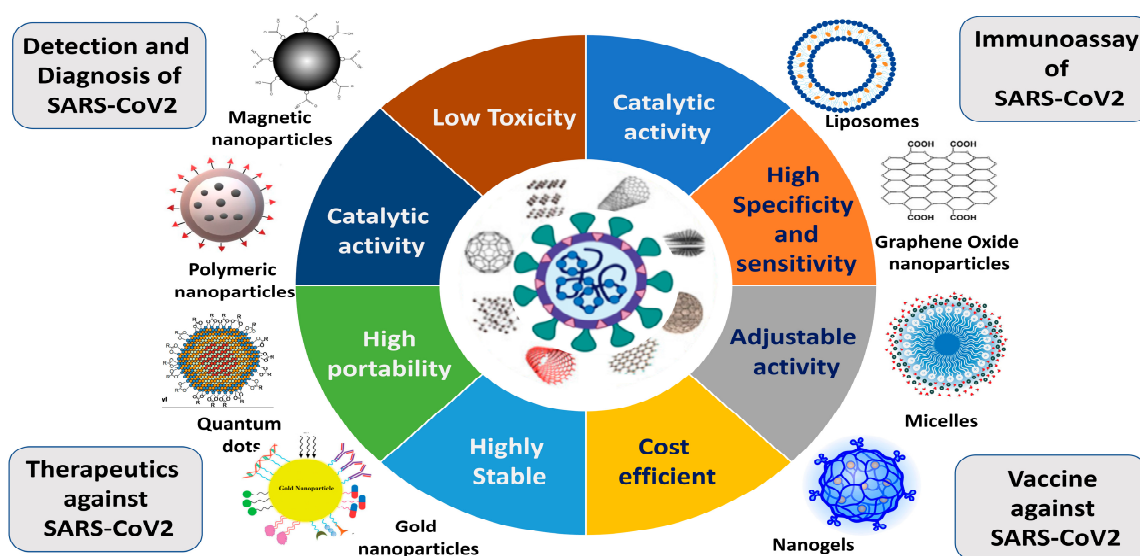 Detection and
Diagnosis of
SARS-CoV2
Immunoassay
of
SARS-CoV2
Magnetic
nanoparticles
Low Toxicity
Catalytic
activity
Liposomes
COOH COOH
COOH COOH
Graphene Oxide
nanoparticles
High
Specificity
and
sensitivity
Catalytic
activity
Polymeric
nanoparticles
High
portability
Adjustable
activity
Quantum
dots
Micelles
Highly
Stable
Cost
efficient
Therapeutics
against
SARS-CoV2
Gold Nanoparticle
Gold
nanoparticles
Nanogels
Vaccine
against
SARS-CoV2